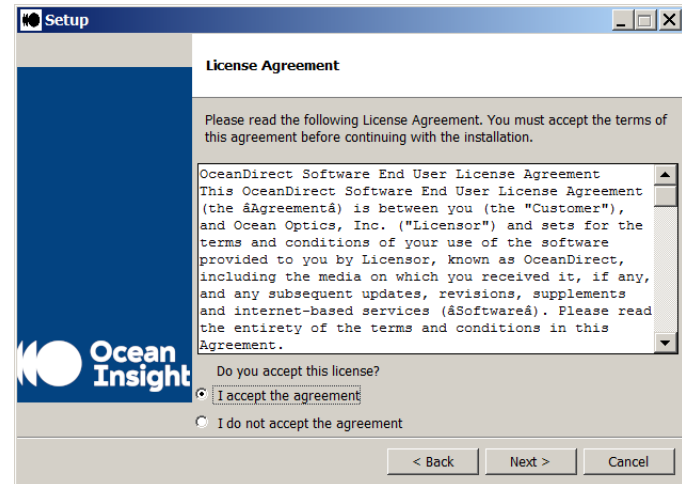 Setup
License Agreement
Please read the following License Agreement. You must accept the terms of
this agreement before continuing with the installation.
OceanDirect Software End User License Agreement
This OceanDirect Software End User License Agreement
(the âAgreementâ) is between you (the "Customer"),
and Ocean Optics, Inc. ("Licensor") and sets for the
terms and conditions of your use of the software
provided to you by Licensor, known as OceanDirect,
including the media on which you received it, if any,
and any subsequent updates, revisions, supplements
and internet-based services (âSoftwareâ). Please read
the entirety of the terms and conditions in this
Agreement.
Ocean
Insight
Do you accept this license?
I accept the agreement
I do not accept the agreement
< Back
Next >
Cancel